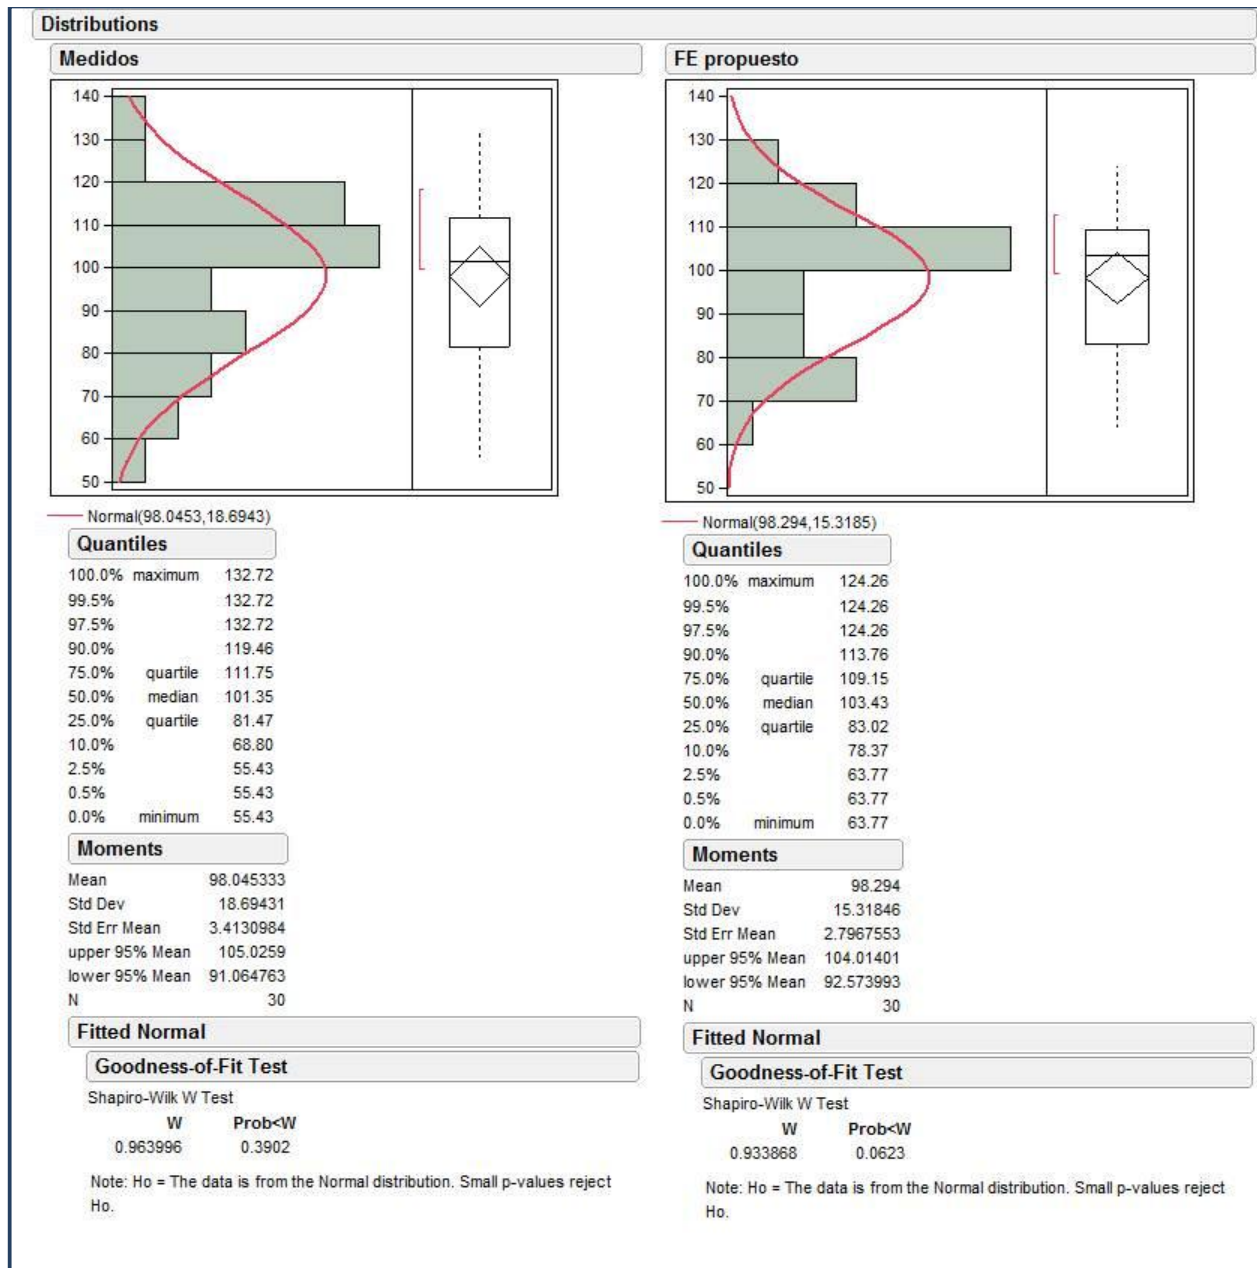 Distributions
Medidos
140
130
120
110
100
90
80
70
60
50
Normal(98.0453,18.6943)
Quantiles
100.0% maximum 132.72
99.5% 132.72
97.5% 132.72
90.0% 119.46
75.0% quartile 111.75
50.0% median 101.35
25.0% quartile 81.47
10.0% 68.80
2.5% 55.43
0.5% 55.43
0.0% minimum 55.43
Moments
Mean 98.045333
Std Dev 18.69431
Std Err Mean 3.4130984
upper 95% Mean 105.0259
lower 95% Mean 91.064763
N 30
Fitted Normal
Goodness-of-Fit Test
Shapiro-Wilk W Test
W Prob<W
0.963996 0.3902
Note: Ho = The data is from the Normal distribution. Small p-values reject
Ho.
FE propuesto
140
130
120
110
100
90
80
70
60
50
Normal(98.294,15.3185)
Quantiles
100.0% maximum 124.26
99.5% 124.26
97.5% 124.26
90.0% 113.76
75.0% quartile 109.15
50.0% median 103.43
25.0% quartile 83.02
10.0% 78.37
2.5% 63.77
0.5% 63.77
0.0% minimum 63.77
Moments
Mean 98.294
Std Dev 15.31846
Std Err Mean 2.7967553
upper 95% Mean 104.01401
lower 95% Mean 92.573993
N 30
Fitted Normal
Goodness-of-Fit Test
Shapiro-Wilk W Test
W Prob<W
0.933868 0.0623
Note: Ho = The data is from the Normal distribution. Small p-values reject
Ho.